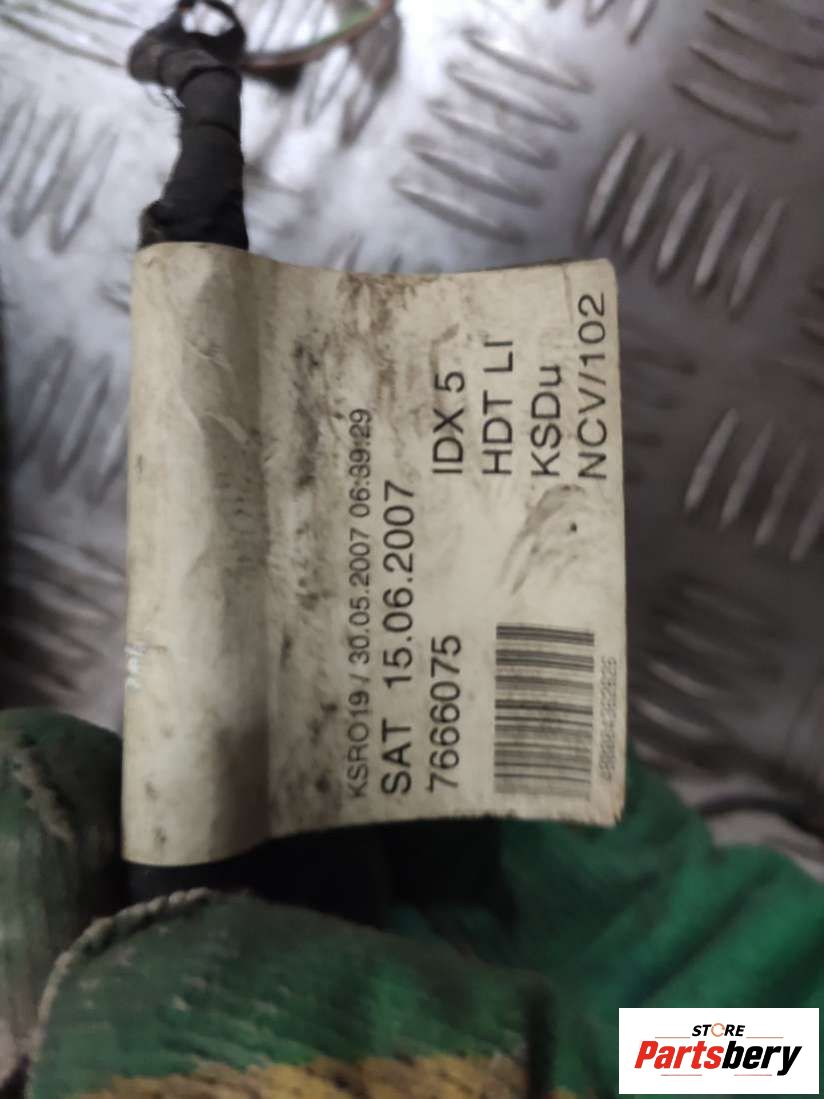 KSRO19 / 30.05.2007 06:39:29
SAT 15.06.2007
7666075
IDX 5
HDT LI
KSDu
NCV/102
STORE
Partsbery